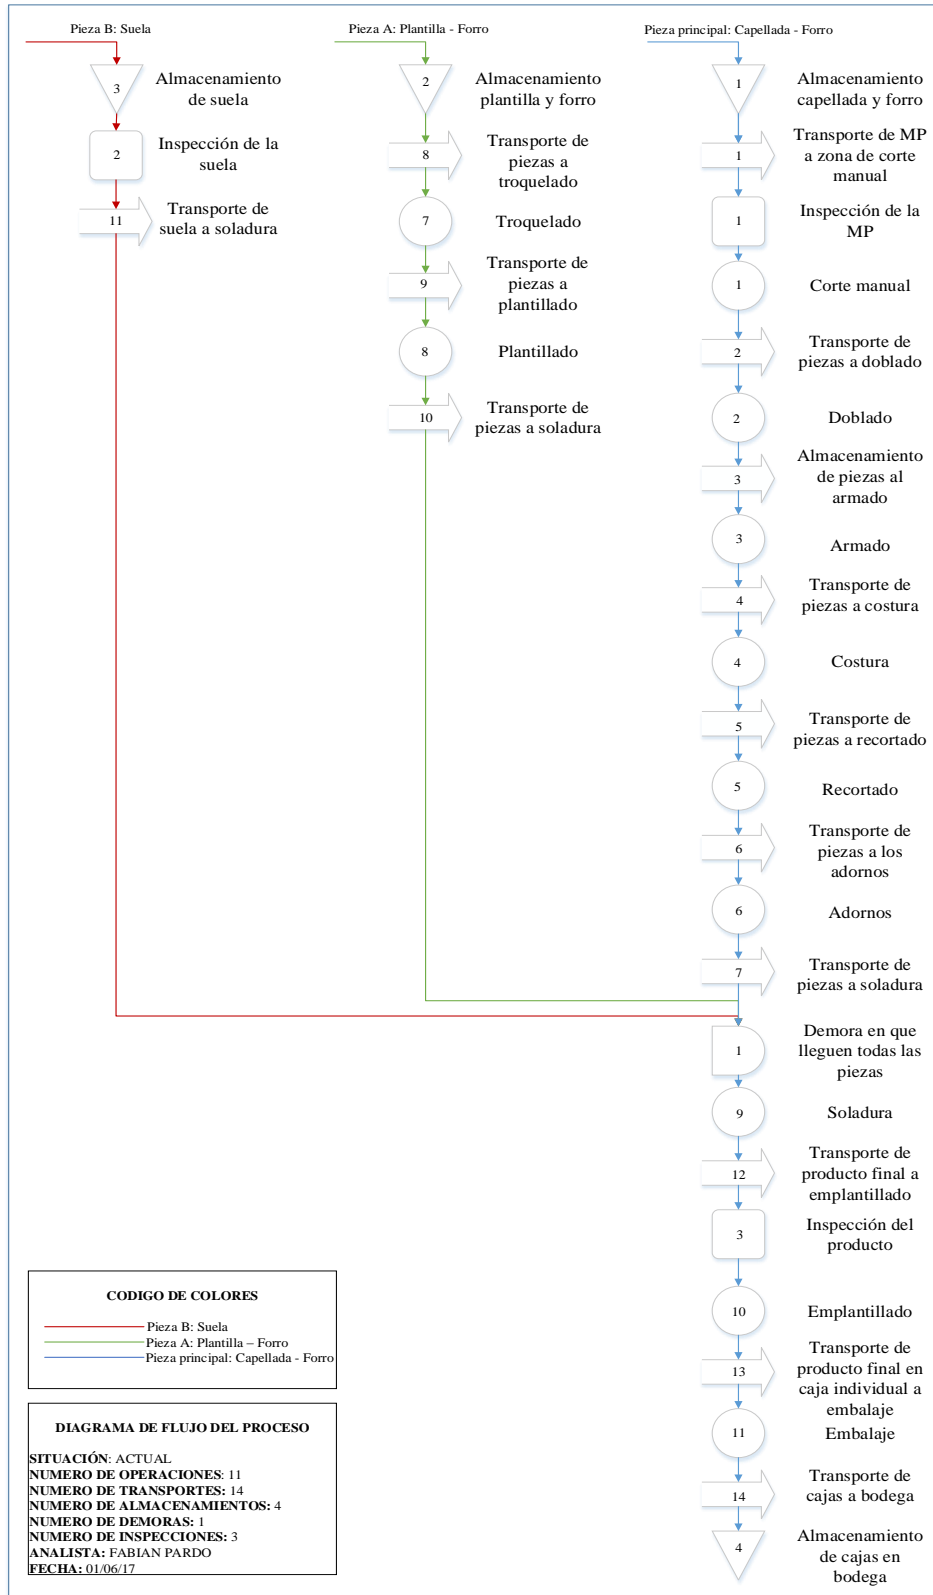 Pieza B: Suela
3
Almacenamiento
de suela
2
Inspección de la
suela
11
Transporte de
suela a soladura
Pieza A: Plantilla - Forro
2
Almacenamiento
plantilla y forro
8
Transporte de
piezas a
troquelado
7
Troquelado
9
Transporte de
piezas a
plantillado
8
Plantillado
10
Transporte de
piezas a soladura
Pieza principal: Capellada - Forro
1
Almacenamiento
capellada y forro
1
Transporte de MP
a zona de corte
manual
1
Inspección de la
MP
1
Corte manual
2
Transporte de
piezas a doblado
2
Doblado
3
Almacenamiento
de piezas al
armado
3
Armado
4
Transporte de
piezas a costura
4
Costura
5
Transporte de
piezas a recortado
5
Recortado
6
Transporte de
piezas a los
adornos
6
Adornos
7
Transporte de
piezas a soladura
1
Demora en que
lleguen todas las
piezas
9
Soladura
12
Transporte de
producto final a
emplantillado
3
Inspección del
producto
10
Emplantillado
13
Transporte de
producto final en
caja individual a
embalaje
11
Embalaje
14
Transporte de
cajas a bodega
4
Almacenamiento
de cajas en
bodega
CODIGO DE COLORES
Pieza B: Suela
Pieza A: Plantilla – Forro
Pieza principal: Capellada - Forro
DIAGRAMA DE FLUJO DEL PROCESO
SITUACIÓN: ACTUAL
NUMERO DE OPERACIONES: 11
NUMERO DE TRANSPORTES: 14
NUMERO DE ALMACENAMIENTOS: 4
NUMERO DE DEMORAS: 1
NUMERO DE INSPECCIONES: 3
ANALISTA: FABIAN PARDO
FECHA: 01/06/17